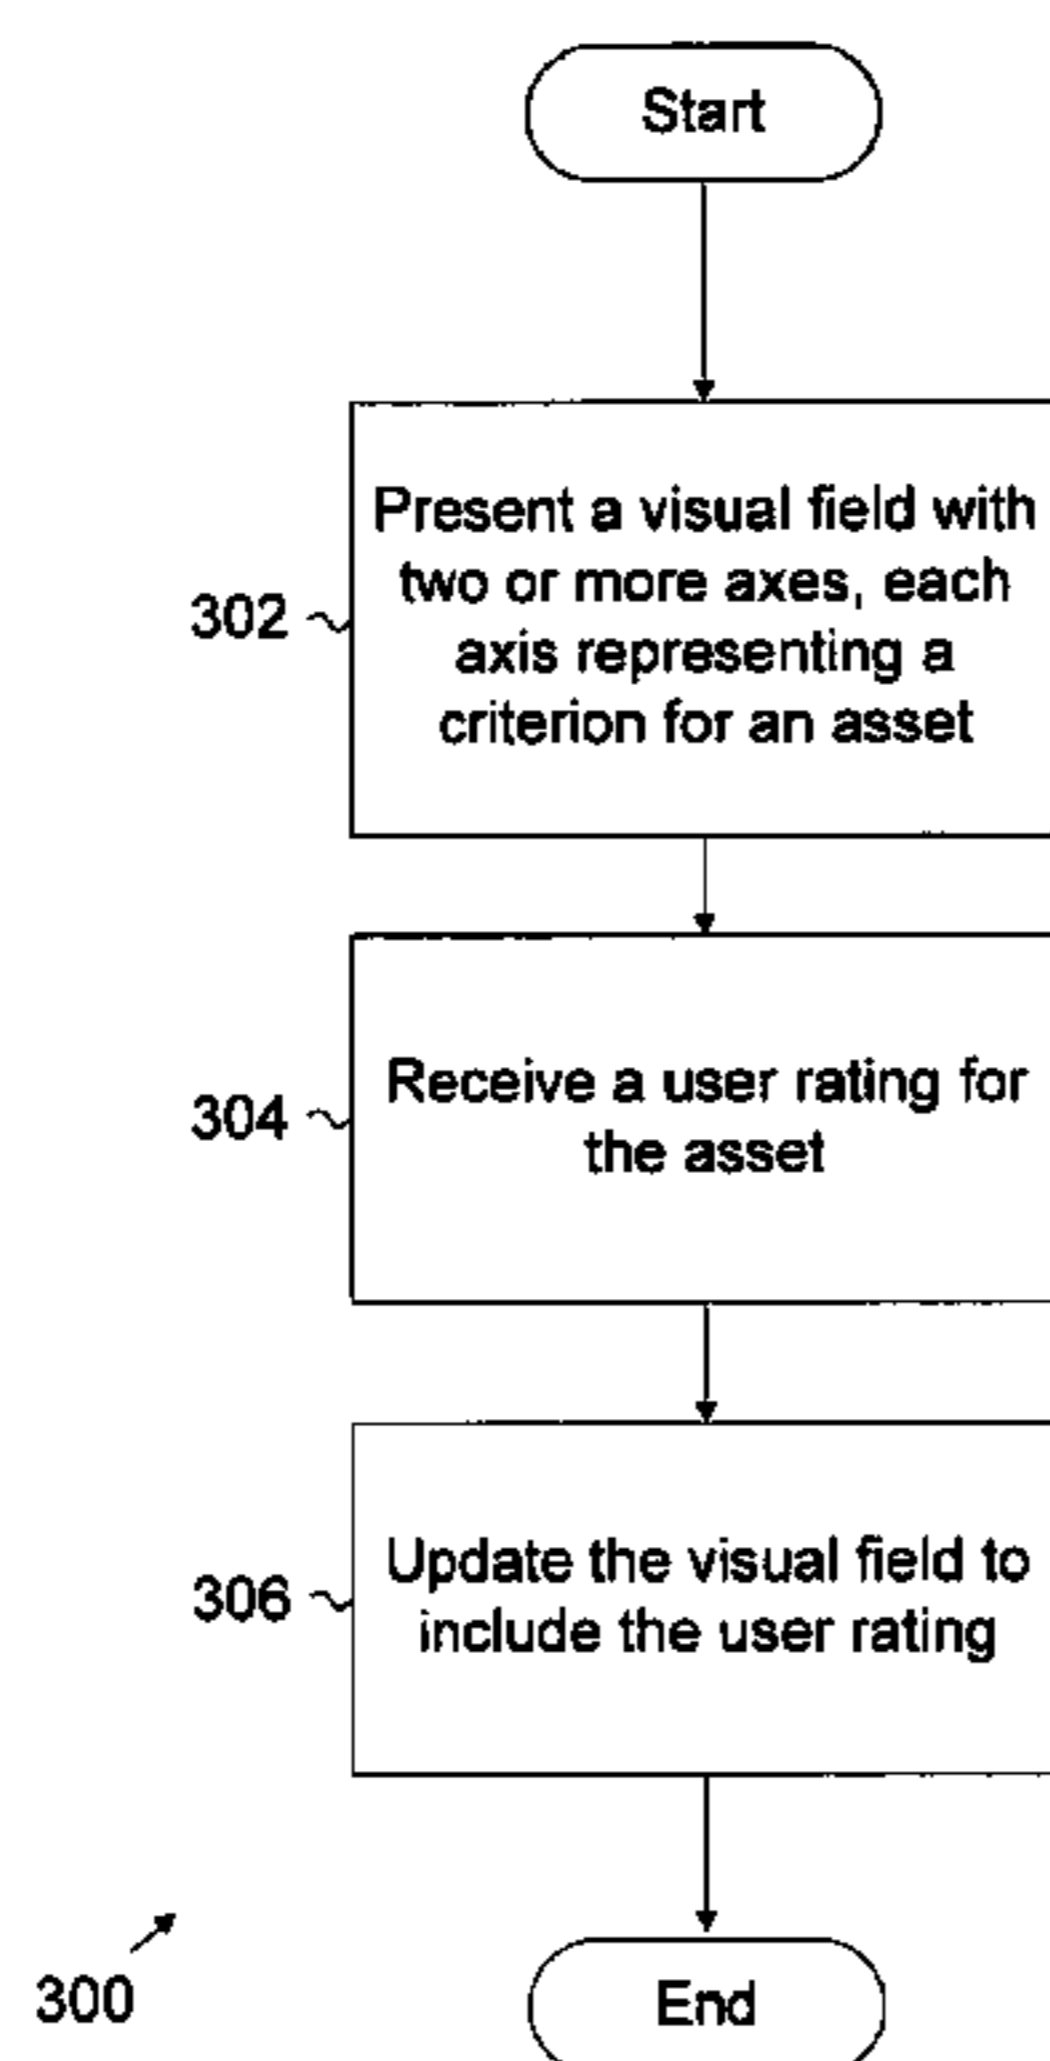 Start
Present a visual field with
two or more axes, each
axis representing a
criterion for an asset
302
Receive a user rating for
the asset
304
Update the visual field to
include the user rating
306
300
End